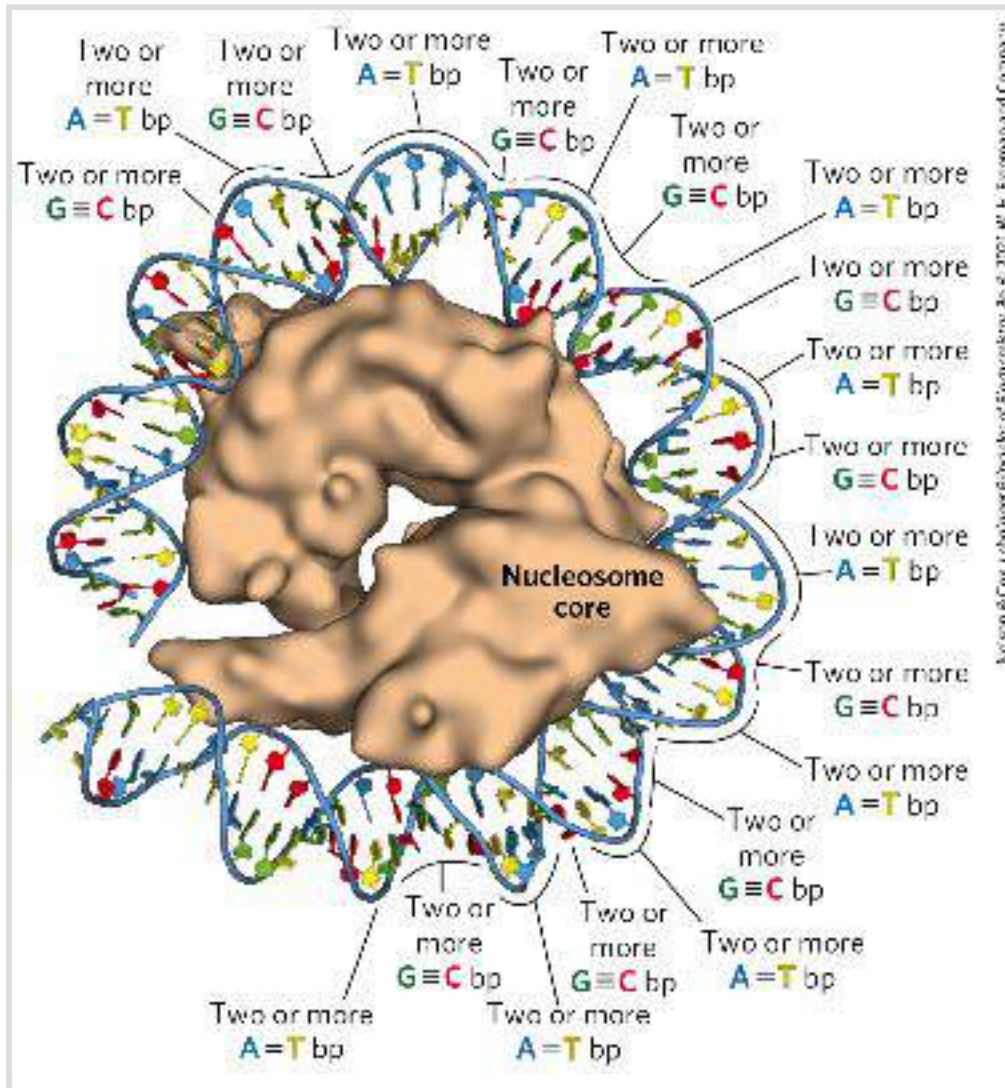 Two or
more
A=T bp
Two or
more
G≡C bp
Two or more
A=T bp
Two or
more
G≡C bp
Two or more
A=T bp
Two or
more
G≡C bp
Two or more
G≡C bp
Two or more
A=T bp
Two or more
G≡C bp
Two or more
A=T bp
Two or more
G≡C bp
Two or more
A=T bp
Nucleosome
core
Two or more
G≡C bp
Two or more
A=T bp
Two or
more
G≡C bp
Two or more
A=T bp
Two or
more
G≡C bp
Two or
more
G≡C bp
Two or more
A=T bp
Two or more
A=T bp